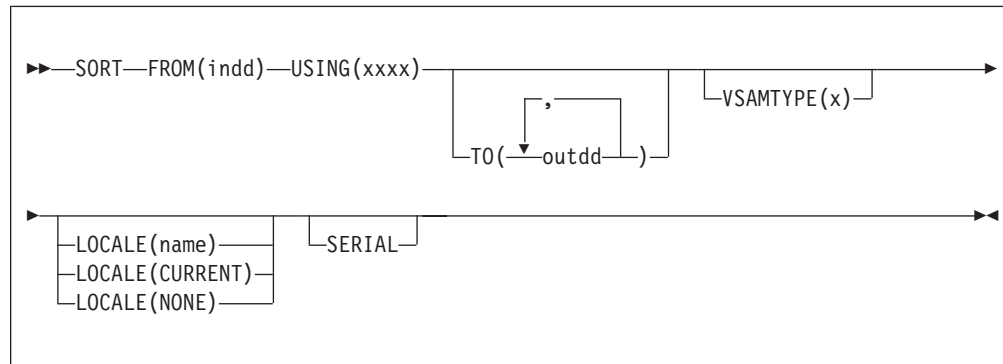 SORT FROM(indd) USING(xxxx)
,
TO( outdd )
VSAMTYPE(x)
LOCALE(name)
LOCALE(CURRENT)
LOCALE(NONE)
SERIAL